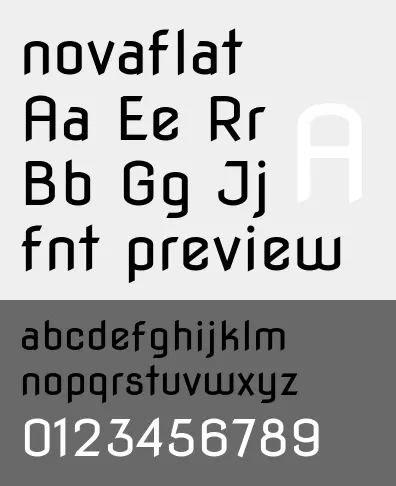 novaflat
Aa Ee Rr
A
Bb Gg Jj
fnt preview
abcdefghijklm
nopqrstuvwxyz
0123456789